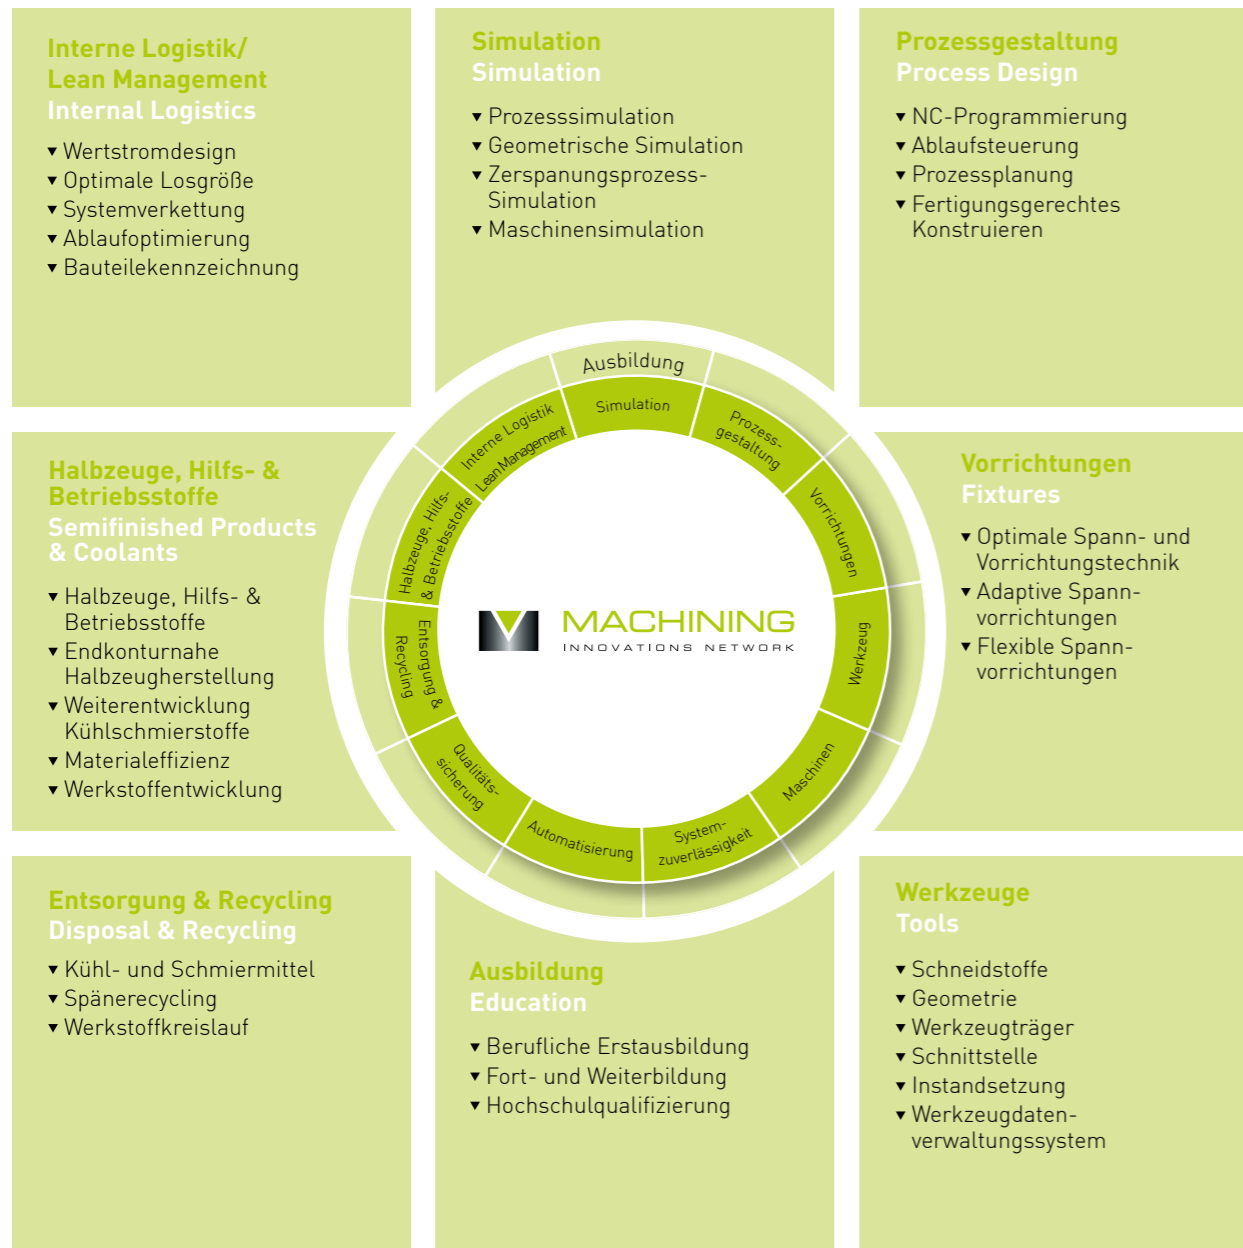 Interne Logistik/
Lean Management
Internal Logistics
▾ Wertstromdesign
▾ Optimale Losgröße
▾ Systemverkettung
▾ Ablaufoptimierung
▾ Bauteilekennzeichnung
Simulation
Simulation
▾ Prozesssimulation
▾ Geometrische Simulation
▾ Zerspanungsprozess-
Simulation
▾ Maschinensimulation
Prozessgestaltung
Process Design
▾ NC-Programmierung
▾ Ablaufsteuerung
▾ Prozessplanung
▾ Fertigungsgerechtes
Konstruieren
Halbzeuge, Hilfs- &
Betriebsstoffe
Semifinished Products
& Coolants
▾ Halbzeuge, Hilfs- &
Betriebsstoffe
▾ Endkonturnahe
Halbzeugherstellung
▾ Weiterentwicklung
Kühlschmierstoffe
▾ Materialeffizienz
▾ Werkstoffentwicklung
Ausbildung
Simulation
Prozess-
gestaltung
Vorrichtungen
Werkzeug
Maschinen
System-
zuverlässigkeit
Automatisierung
Qualitäts-
sicherung
Entsorgung &
Recycling
Halbzeuge, Hilfs-
& Betriebsstoffe
Interne Logistik
Lean Management
MACHINING
INNOVATIONS NETWORK
Vorrichtungen
Fixtures
▾ Optimale Spann- und
Vorrichtungstechnik
▾ Adaptive Spann-
vorrichtungen
▾ Flexible Spann-
vorrichtungen
Entsorgung & Recycling
Disposal & Recycling
▾ Kühl- und Schmiermittel
▾ Spänerecycling
▾ Werkstoffkreislauf
Ausbildung
Education
▾ Berufliche Erstausbildung
▾ Fort- und Weiterbildung
▾ Hochschulqualifizierung
Werkzeuge
Tools
▾ Schneidstoffe
▾ Geometrie
▾ Werkzeugträger
▾ Schnittstelle
▾ Instandsetzung
▾ Werkzeugdaten-
verwaltungssystem